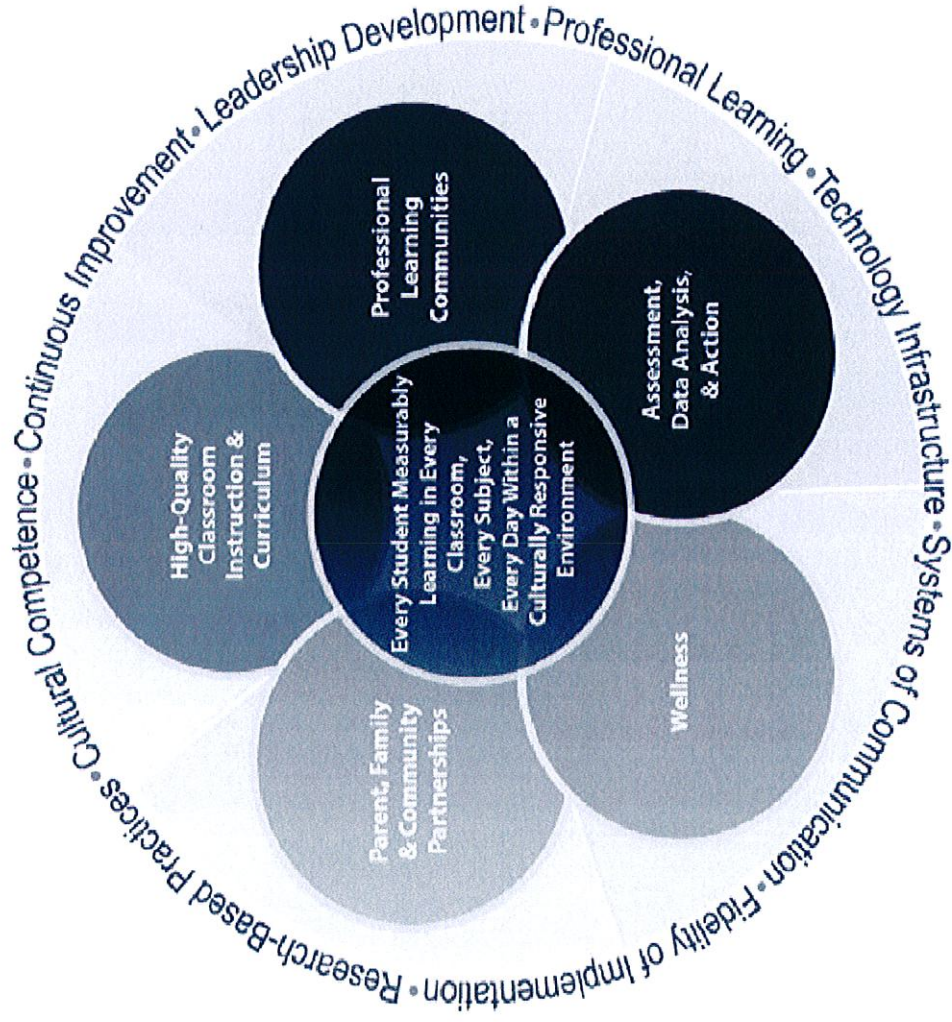 Cultural Competence • Continuous Improvement • Leadership Development • Professional Learning • Technology Infrastructure • Systems of Communication • Fidelity of Implementation • Research-Based Practices •
High-Quality
Classroom
Instruction &
Curriculum
Professional
Learning
Communities
Assessment,
Data Analysis,
& Action
Wellness
Parent, Family
& Community
Partnerships
Every Student Measurably
Learning in Every
Classroom,
Every Subject,
Every Day Within a
Culturally Responsive
Environment